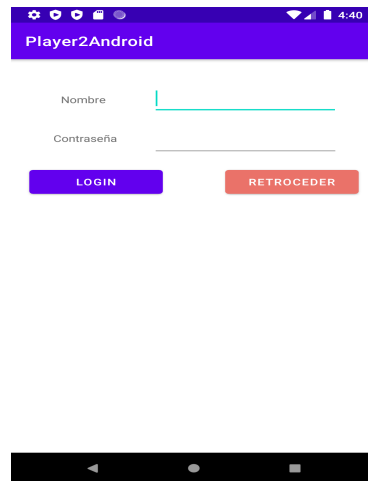 4:40
Player2Android
Nombre
Contraseña
LOGIN RETROCEDER